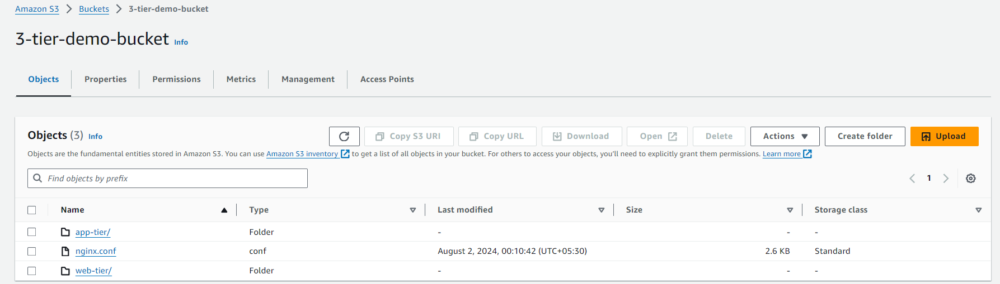 Amazon S3 > Buckets > 3-tier-demo-bucket
3-tier-demo-bucket Info
Objects Properties Permissions Metrics Management Access Points
Objects (3) Info Copy S3 URI Copy URL Download Open Delete Actions Create folder Upload
Objects are the fundamental entities stored in Amazon S3. You can use Amazon S3 inventory to get a list of all objects in your bucket. For others to access your objects, you'll need to explicitly grant them permissions. Learn more
Find objects by prefix 1
Name Type Last modified Size Storage class
app-tier/ Folder - - -
nginx.conf conf August 2, 2024, 00:10:42 (UTC+05:30) 2.6 KB Standard
web-tier/ Folder - - -